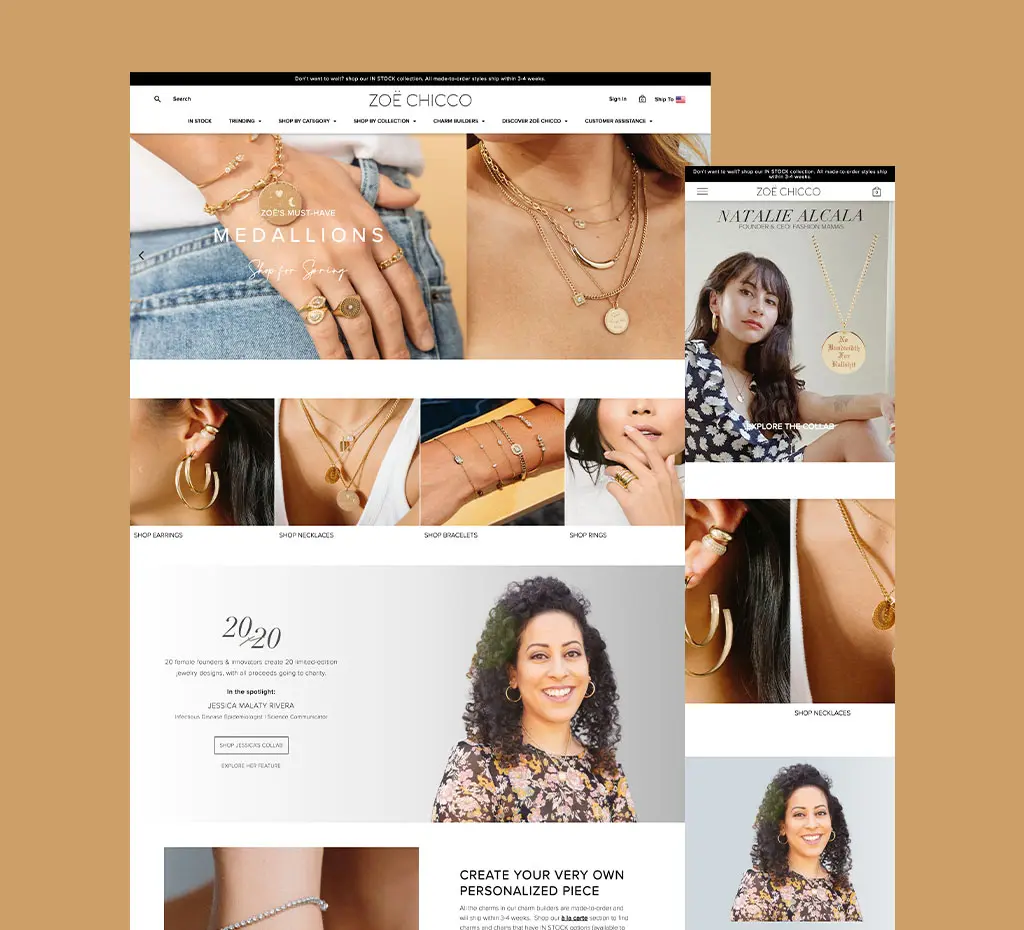 Don't want to wait? shop our IN STOCK collection. All made-to-order styles ship within 3-4 weeks.
Search
ZOË CHICCO
Sign In
0
Ship To
IN STOCK
TRENDING
SHOP BY CATEGORY
SHOP BY COLLECTION
CHARM BUILDERS
DISCOVER ZOË CHICCO
CUSTOMER ASSISTANCE
ZOË'S MUST-HAVE
MEDALLIONS
Shop for Spring
SHOP EARRINGS
SHOP NECKLACES
SHOP BRACELETS
SHOP RINGS
20/20
20 female founders & innovators create 20 limited-edition
jewelry designs, with all proceeds going to charity.
In the spotlight:
JESSICA MALATY RIVERA
Infectious Disease Epidemiologist | Science Communicator
SHOP JESSICA'S COLLAB
EXPLORE HER FEATURE
CREATE YOUR VERY OWN
PERSONALIZED PIECE
All the charms in our charm builders are made-to-order and
will ship within 3-4 weeks. Shop our à la carte section to find
charms and chains that have IN STOCK options (available to
Don't want to wait? shop our IN STOCK collection. All made-to-order styles ship
within 3-4 weeks.
ZOË CHICCO
NATALIE ALCALA
FOUNDER & CEO FASHION MAMAS
No
Bandwidth
For
Bullshit
EXPLORE THE COLLAB
SHOP NECKLACES